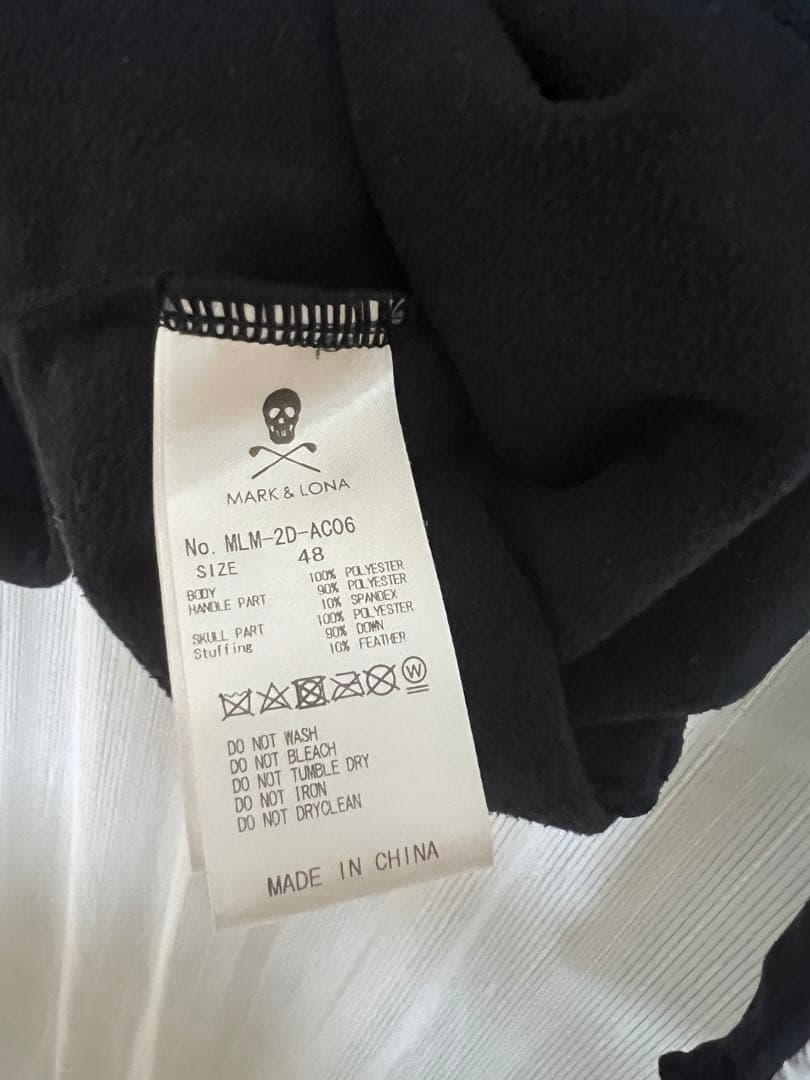 MARK & LONA
No. MLM-2D-AC06
SIZE 48
BODY 100% POLYESTER
HANDLE PART 90% POLYESTER
10% SPANDEX
SKULL PART 100% POLYESTER
Stuffing 90% DOWN
10% FEATHER
W
DO NOT WASH
DO NOT BLEACH
DO NOT TUMBLE DRY
DO NOT IRON
DO NOT DRYCLEAN
MADE IN CHINA